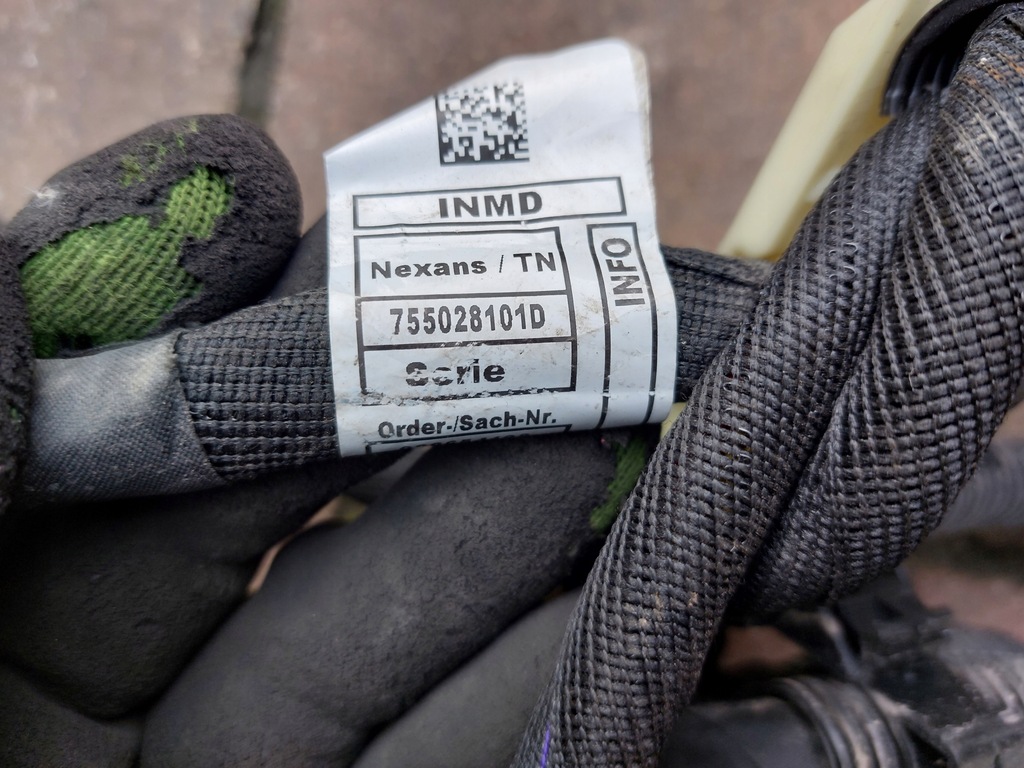 INMD
Nexans / TN
INFO
755028101D
Serie
Order-/Sach-Nr.